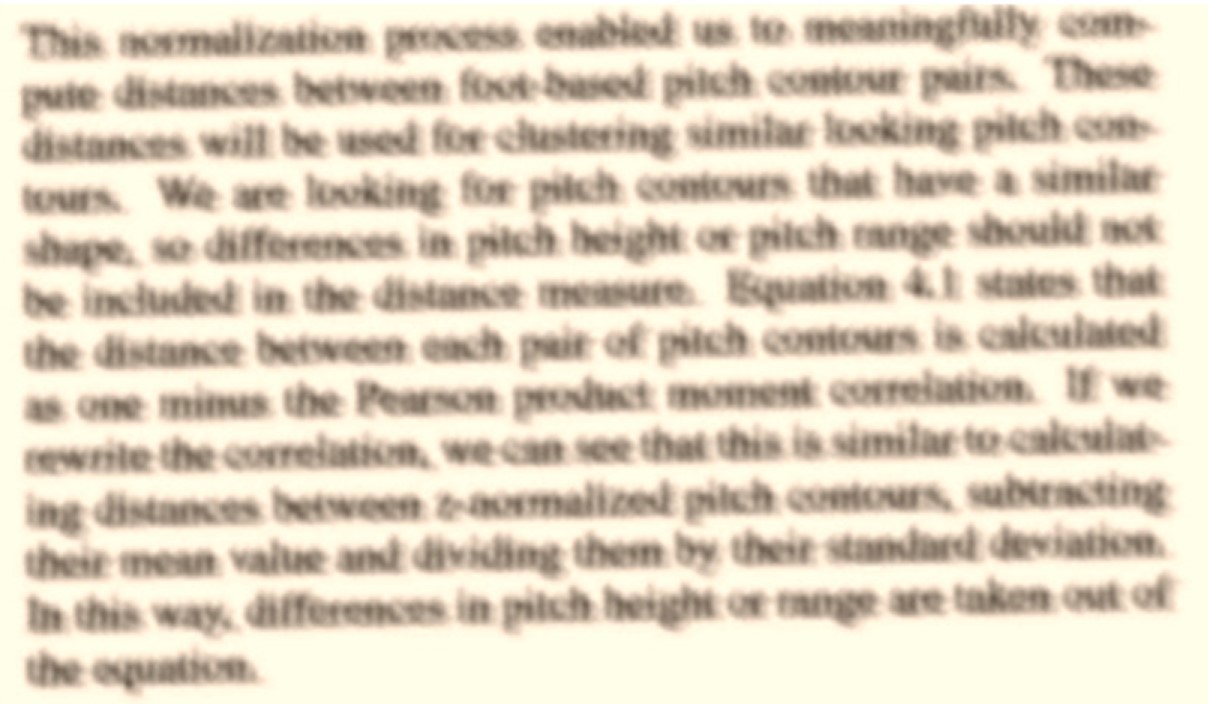 This normalization process enabled us to meaningfully com-
pute distances between foot-based pitch contour pairs. These
distances will be used for clustering similar looking pitch con-
tours. We are looking for pitch contours that have a similar
shape, so differences in pitch height or pitch range should not
be included in the distance measure. Equation 4.1 states that
the distance between each pair of pitch contours is calculated
as one minus the Pearson product moment correlation. If we
rewrite the correlation, we can see that this is similar to calculat-
ing distances between z-normalized pitch contours, subtracting
their mean value and dividing them by their standard deviation.
In this way, differences in pitch height or range are taken out of
the equation.